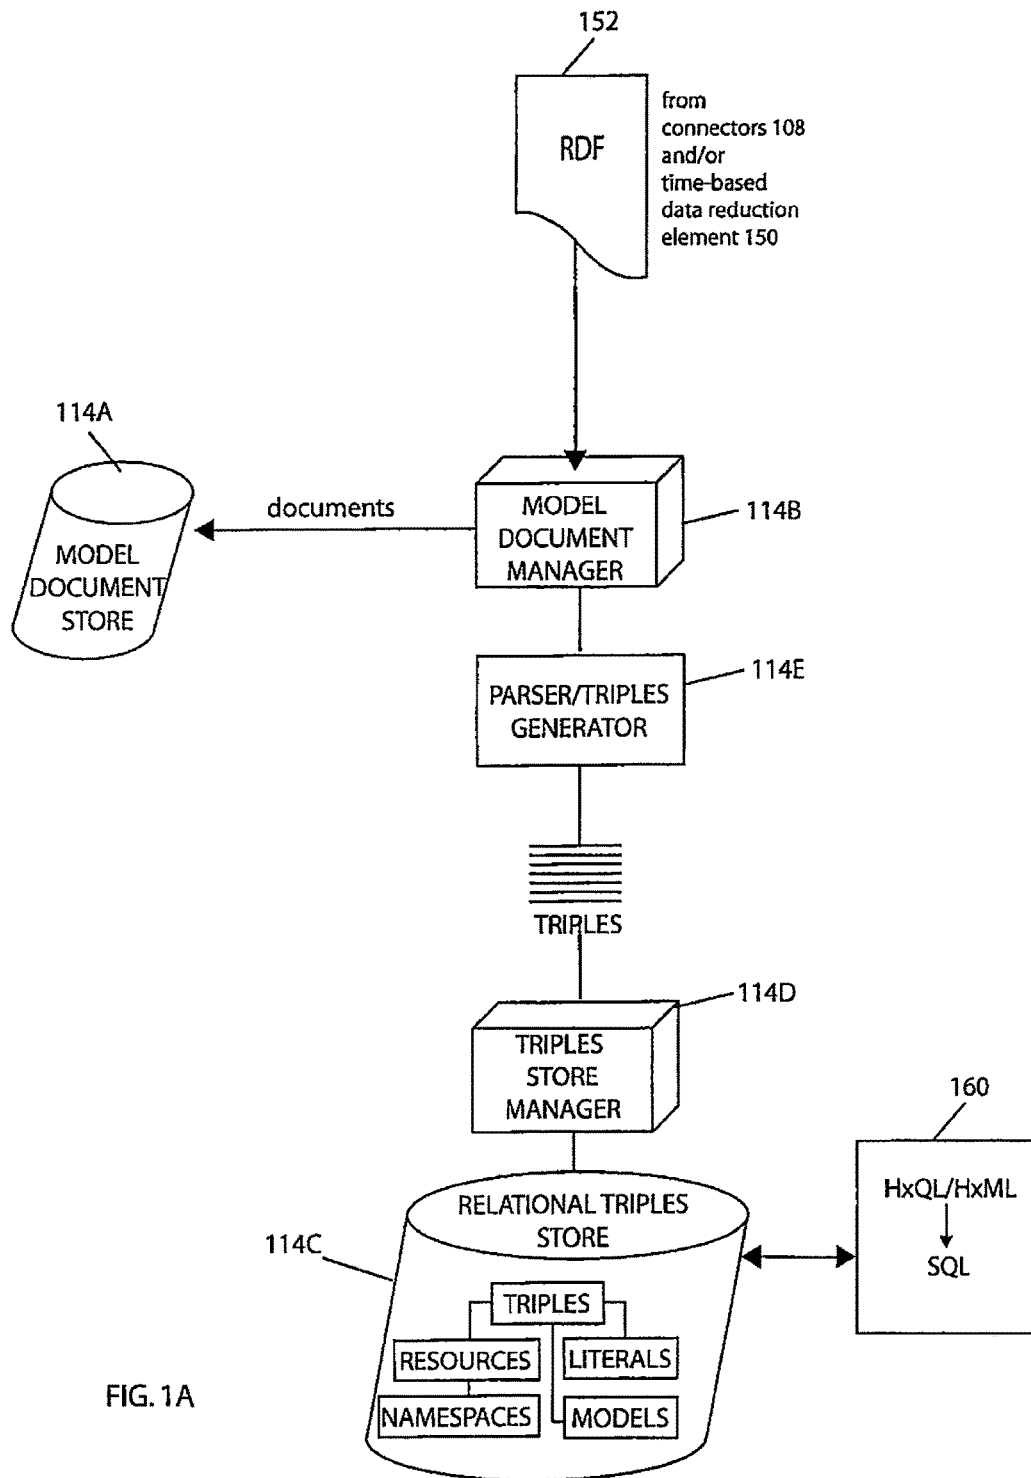 152
RDF
from
connectors 108
and/or
time-based
data reduction
element 150
114A
documents
MODEL
DOCUMENT
STORE
MODEL
DOCUMENT
MANAGER
114B
PARSER/TRIPLES
GENERATOR
114E
TRIPLES
114D
TRIPLES
STORE
MANAGER
160
HxQL/HxML
SQL
RELATIONAL TRIPLES
STORE
114C
TRIPLES
RESOURCES
LITERALS
NAMESPACES
MODELS
FIG. 1A